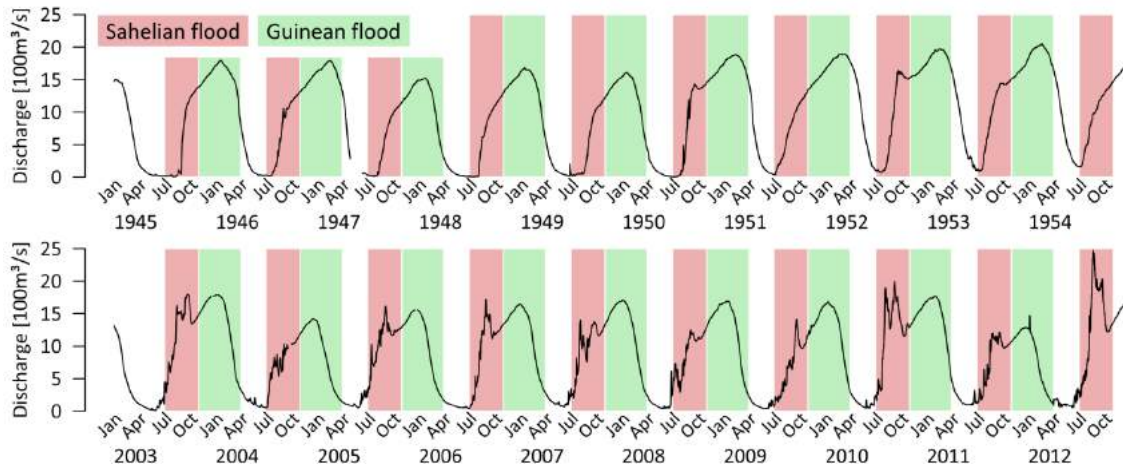 25
20
15
10
5
0
Discharge [100m³/s]
Sahelian flood Guinean flood
Jan Apr Jul Oct Jan Apr Jul Oct Jan Apr Jul Oct Jan Apr Jul Oct Jan Apr Jul Oct Jan Apr Jul Oct Jan Apr Jul Oct Jan Apr Jul Oct Jan Apr Jul Oct Jan Apr Jul Oct
1945 1946 1947 1948 1949 1950 1951 1952 1953 1954
25
20
15
10
5
0
Discharge [100m³/s]
Jan Apr Jul Oct Jan Apr Jul Oct Jan Apr Jul Oct Jan Apr Jul Oct Jan Apr Jul Oct Jan Apr Jul Oct Jan Apr Jul Oct Jan Apr Jul Oct Jan Apr Jul Oct Jan Apr Jul Oct
2003 2004 2005 2006 2007 2008 2009 2010 2011 2012